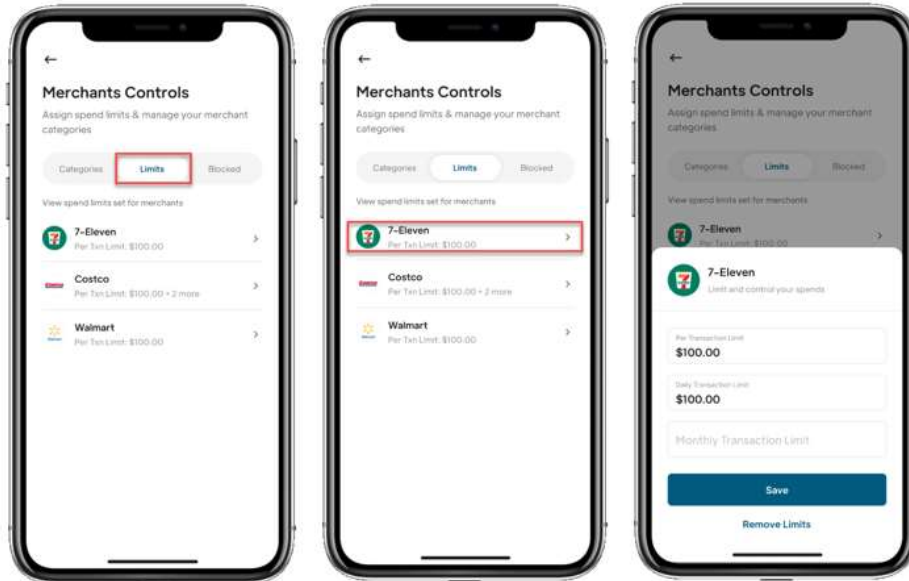 Merchants Controls
Assign spend limits & manage your merchant
categories
Categories Limits Blocked
View spend limits set for merchants
7-Eleven
Per Txn Limit: $100.00
Costco
Per Txn Limit: $100.00 + 2 more
Walmart
Per Txn Limit: $100.00
Merchants Controls
Assign spend limits & manage your merchant
categories
Categories Limits Blocked
View spend limits set for merchants
7-Eleven
Per Txn Limit: $100.00
Costco
Per Txn Limit: $100.00 + 2 more
Walmart
Per Txn Limit: $100.00
Merchants Controls
Assign spend limits & manage your merchant
categories
Categories Limits Blocked
View spend limits set for merchants
7-Eleven
Per Txn Limit: $100.00
7-Eleven
Limit and control your spends
Per Transaction Limit
$100.00
Daily Transaction Limit
$100.00
Monthly Transaction Limit
Save
Remove Limits